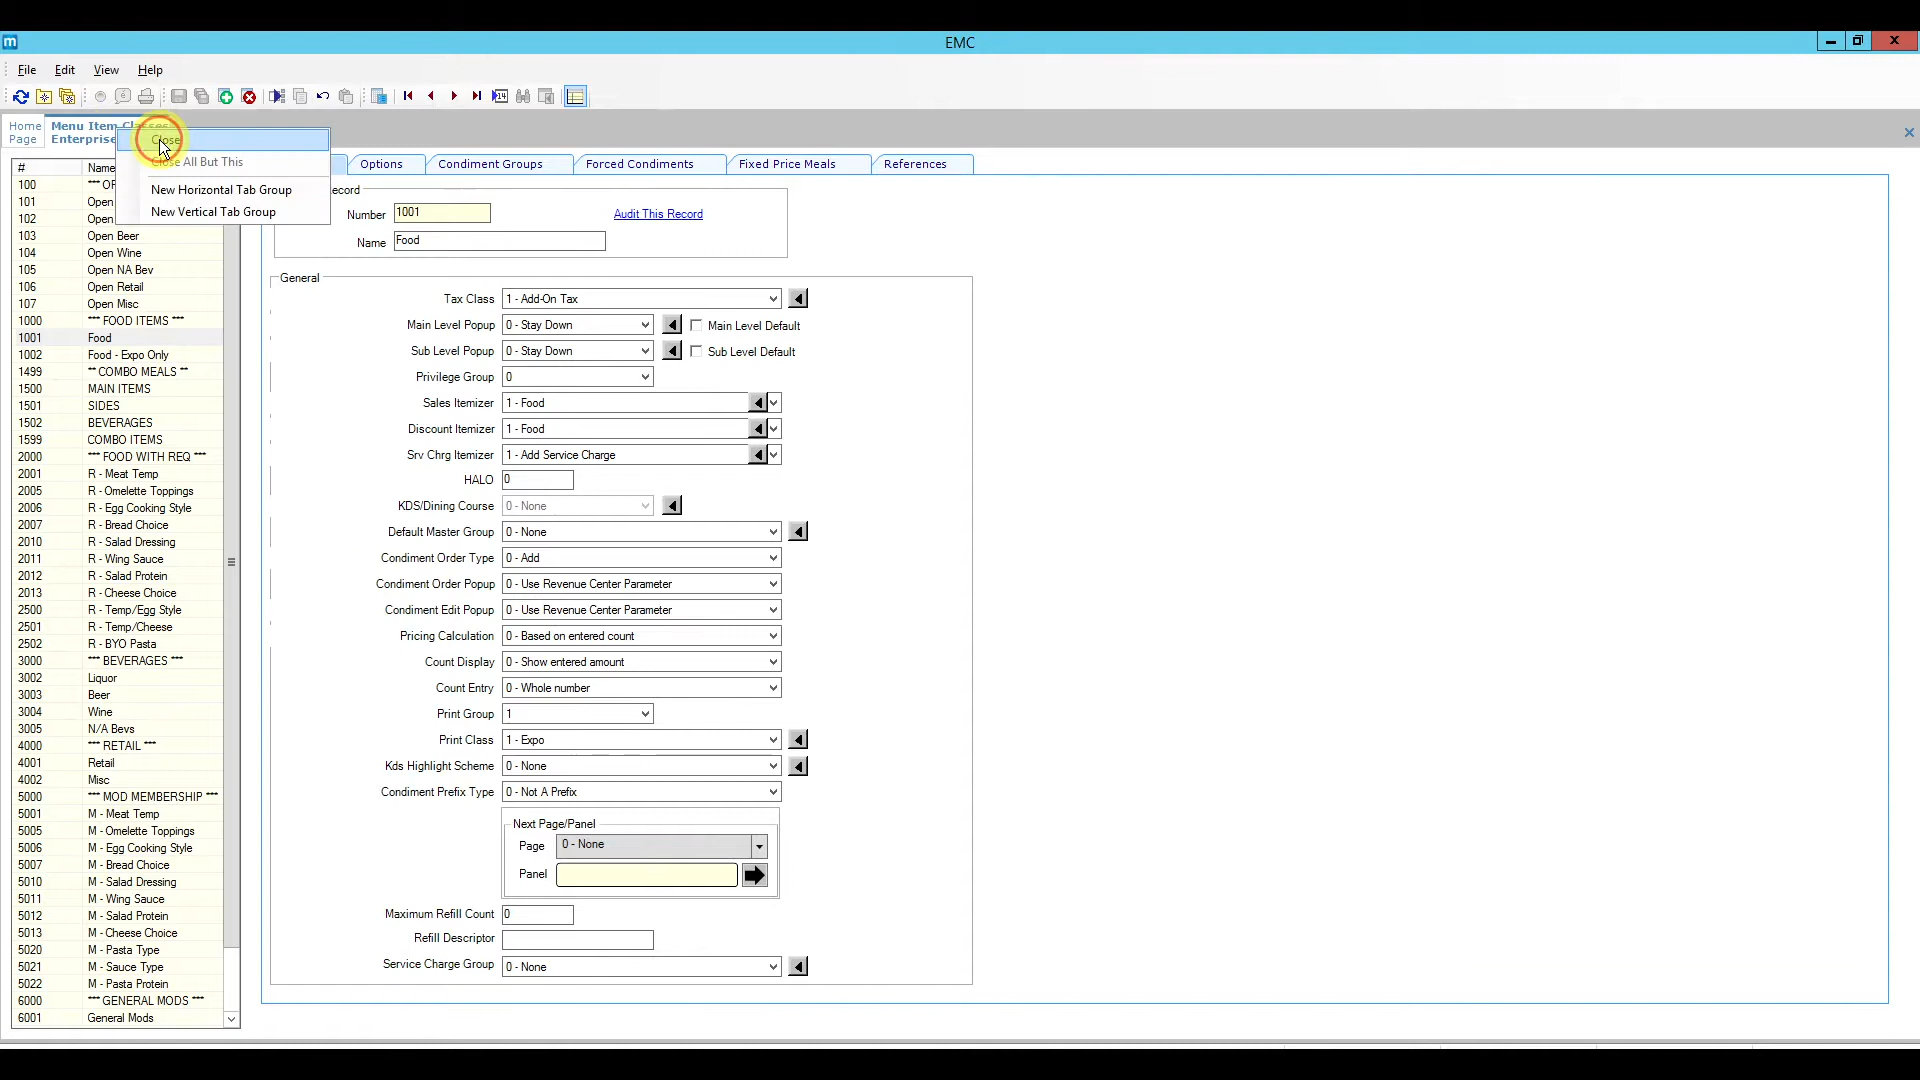 EMC
File Edit View Help
Home Page
Menu Item Classes
Enterprise
Close
Close All But This
New Horizontal Tab Group
New Vertical Tab Group
Options Condiment Groups Forced Condiments Fixed Price Meals References
# Name
100
101 Open
102 Open
103 Open Beer
104 Open Wine
105 Open NA Bev
106 Open Retail
107 Open Misc
1000 *** FOOD ITEMS ***
1001 Food
1002 Food - Expo Only
1499 ** COMBO MEALS **
1500 MAIN ITEMS
1501 SIDES
1502 BEVERAGES
1599 COMBO ITEMS
2000 *** FOOD WITH REQ ***
2001 R - Meat Temp
2005 R - Omelette Toppings
2006 R - Egg Cooking Style
2007 R - Bread Choice
2010 R - Salad Dressing
2011 R - Wing Sauce
2012 R - Salad Protein
2013 R - Cheese Choice
2500 R - Temp/Egg Style
2501 R - Temp/Cheese
2502 R - BYO Pasta
3000 *** BEVERAGES ***
3002 Liquor
3003 Beer
3004 Wine
3005 N/A Bevs
4000 *** RETAIL ***
4001 Retail
4002 Misc
5000 *** MOD MEMBERSHIP ***
5001 M - Meat Temp
5005 M - Omelette Toppings
5006 M - Egg Cooking Style
5007 M - Bread Choice
5010 M - Salad Dressing
5011 M - Wing Sauce
5012 M - Salad Protein
5013 M - Cheese Choice
5020 M - Pasta Type
5021 M - Sauce Type
5022 M - Pasta Protein
6000 *** GENERAL MODS ***
6001 General Mods
Number 1001 Audit This Record
Name Food
General
Tax Class 1 - Add-On Tax
Main Level Popup 0 - Stay Down Main Level Default
Sub Level Popup 0 - Stay Down Sub Level Default
Privilege Group 0
Sales Itemizer 1 - Food
Discount Itemizer 1 - Food
Srv Chrg Itemizer 1 - Add Service Charge
HALO 0
KDS/Dining Course 0 - None
Default Master Group 0 - None
Condiment Order Type 0 - Add
Condiment Order Popup 0 - Use Revenue Center Parameter
Condiment Edit Popup 0 - Use Revenue Center Parameter
Pricing Calculation 0 - Based on entered count
Count Display 0 - Show entered amount
Count Entry 0 - Whole number
Print Group 1
Print Class 1 - Expo
Kds Highlight Scheme 0 - None
Condiment Prefix Type 0 - Not A Prefix
Next Page/Panel
Page 0 - None
Panel
Maximum Refill Count 0
Refill Descriptor
Service Charge Group 0 - None